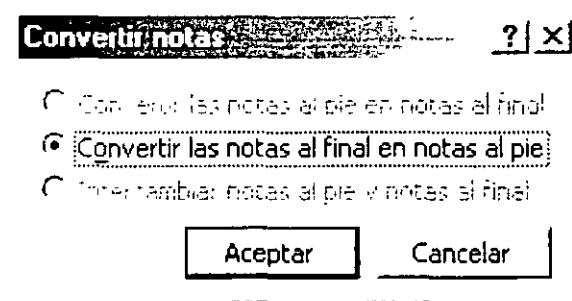 Convertir notas ? ×
Convertir las notas al pie en notas al final
Convertir las notas al final en notas al pie
Intercambiar notas al pie y notas al final
Aceptar Cancelar